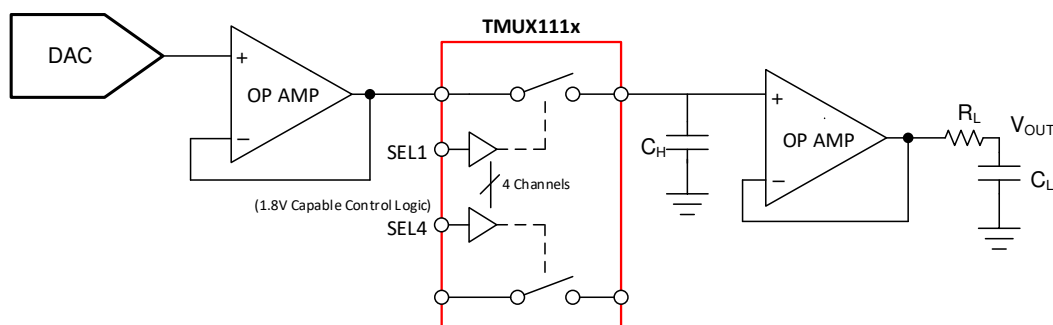 TMUX111x
DAC
+
OP AMP
−
SEL1
4 Channels
(1.8V Capable Control Logic)
SEL4
C_H
+
OP AMP
−
R_L
V_OUT
C_L